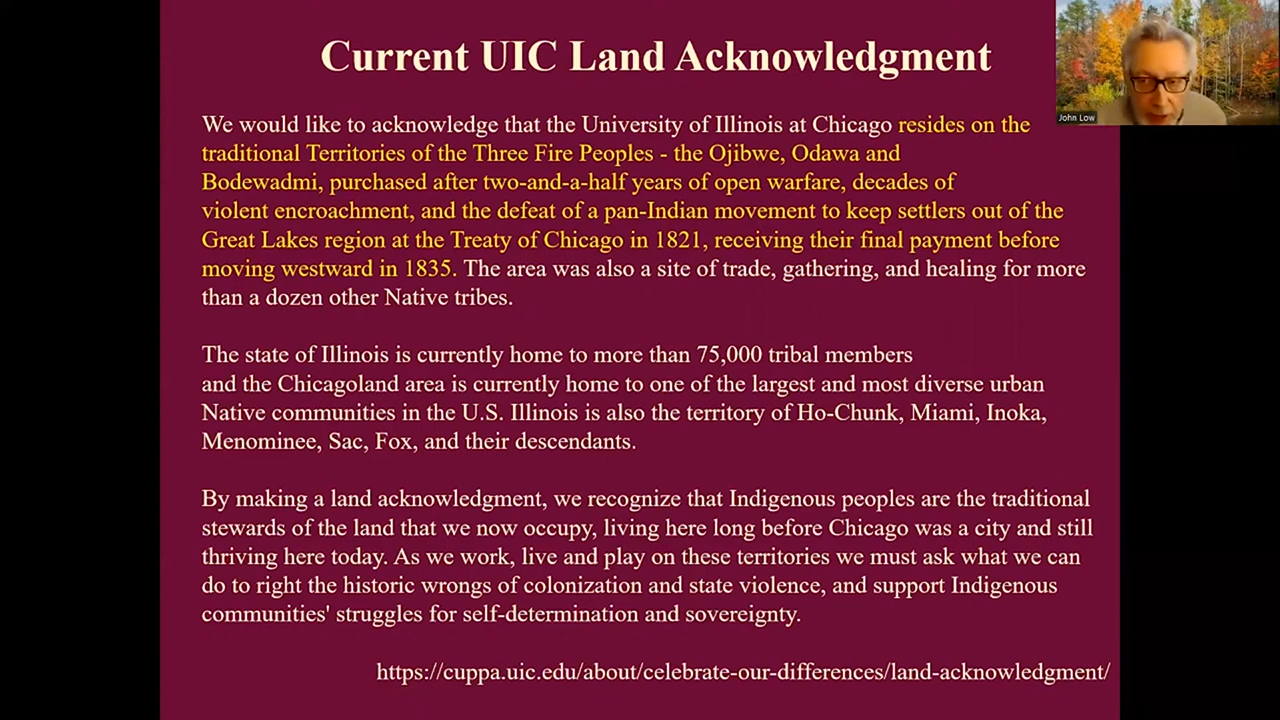 Current UIC Land Acknowledgment
We would like to acknowledge that the University of Illinois at Chicago resides on the
traditional Territories of the Three Fire Peoples - the Ojibwe, Odawa and
Bodewadmi, purchased after two-and-a-half years of open warfare, decades of
violent encroachment, and the defeat of a pan-Indian movement to keep settlers out of the
Great Lakes region at the Treaty of Chicago in 1821, receiving their final payment before
moving westward in 1835. The area was also a site of trade, gathering, and healing for more
than a dozen other Native tribes.
The state of Illinois is currently home to more than 75,000 tribal members
and the Chicagoland area is currently home to one of the largest and most diverse urban
Native communities in the U.S. Illinois is also the territory of Ho-Chunk, Miami, Inoka,
Menominee, Sac, Fox, and their descendants.
By making a land acknowledgment, we recognize that Indigenous peoples are the traditional
stewards of the land that we now occupy, living here long before Chicago was a city and still
thriving here today. As we work, live and play on these territories we must ask what we can
do to right the historic wrongs of colonization and state violence, and support Indigenous
communities' struggles for self-determination and sovereignty.
https://cuppa.uic.edu/about/celebrate-our-differences/land-acknowledgment/
John Low